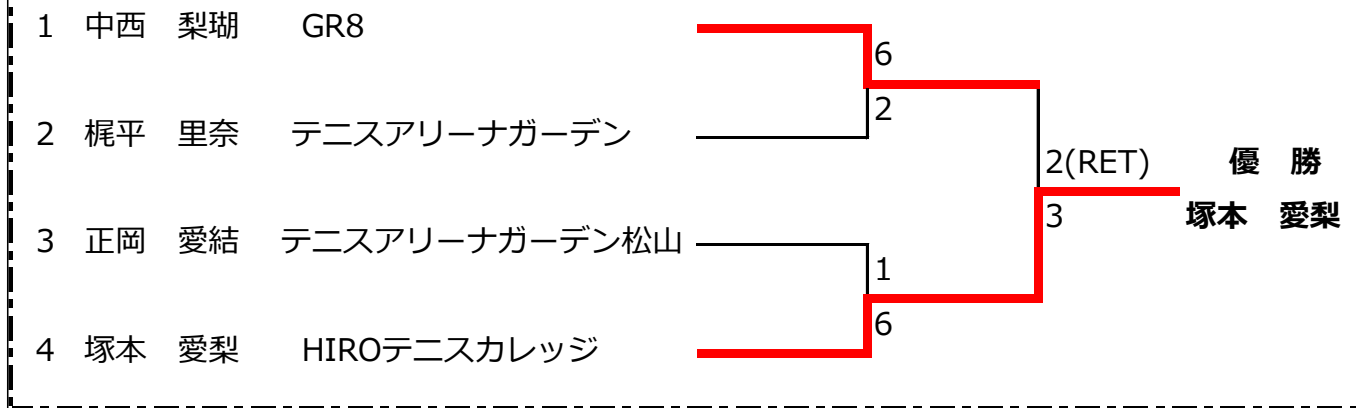 1 中西 梨瑚 GR8
6
2
2 梶平 里奈 テニスアリーナガーデン
2(RET) 優 勝
3 塚本 愛梨
3 正岡 愛結 テニスアリーナガーデン松山
1
6
4 塚本 愛梨 HIROテニスカレッジ